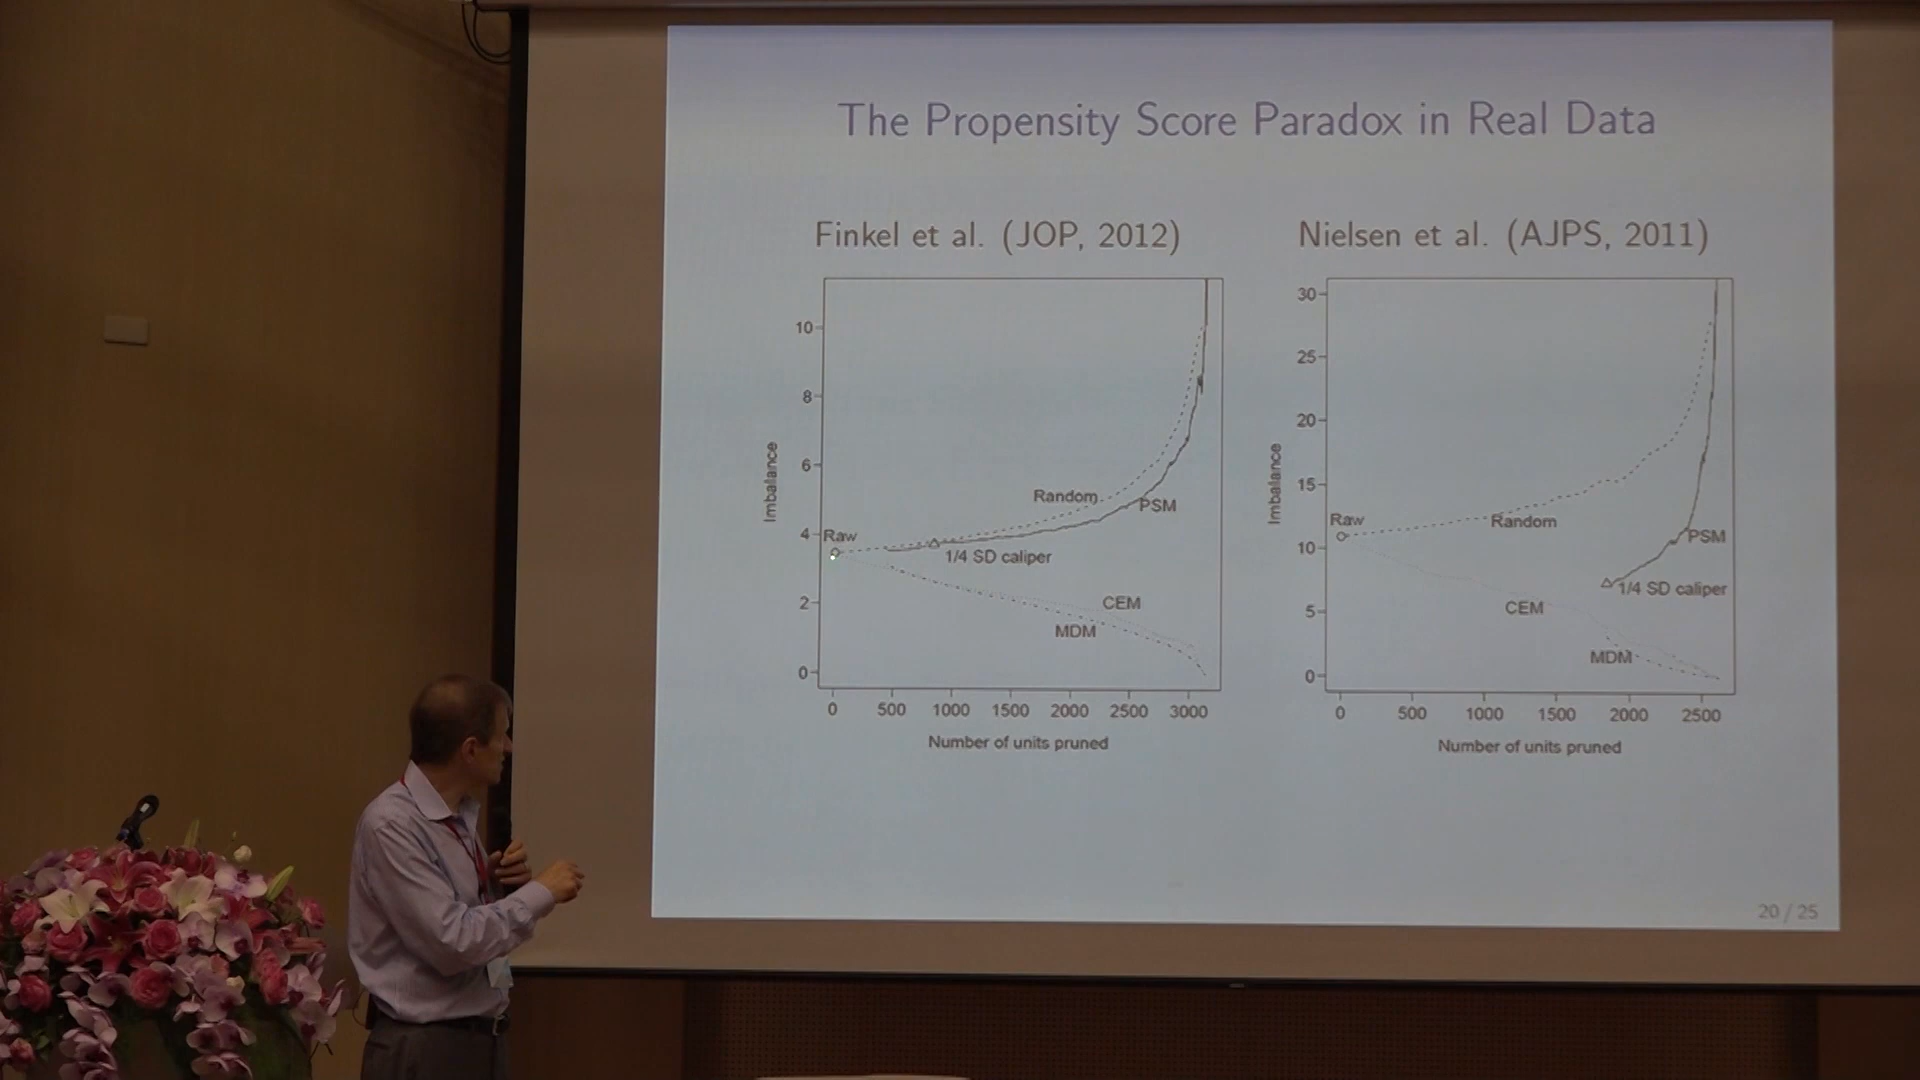 The Propensity Score Paradox in Real Data
Finkel et al. (JOP, 2012)
Imbalance
10
8
6
4
2
0
Raw
Random
PSM
1/4 SD caliper
CEM
MDM
0 500 1000 1500 2000 2500 3000
Number of units pruned
Nielsen et al. (AJPS, 2011)
Imbalance
30
25
20
15
10
5
0
Raw
Random
PSM
1/4 SD caliper
CEM
MDM
0 500 1000 1500 2000 2500
Number of units pruned
20 / 25